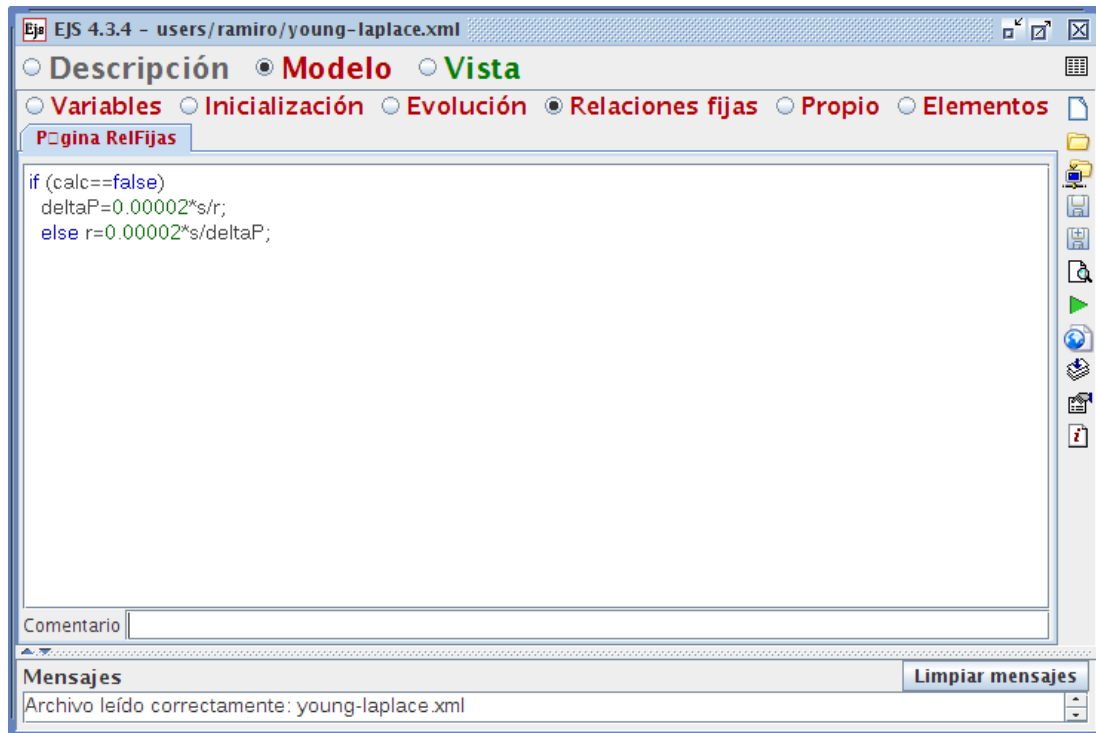 Ejs EJS 4.3.4 - users/ramiro/young-laplace.xml
Descripción Modelo Vista
Variables Inicialización Evolución Relaciones fijas Propio Elementos
P□gina RelFijas
if (calc==false)
deltaP=0.00002*s/r;
else r=0.00002*s/deltaP;
Comentario
Mensajes
Limpiar mensajes
Archivo leído correctamente: young-laplace.xml